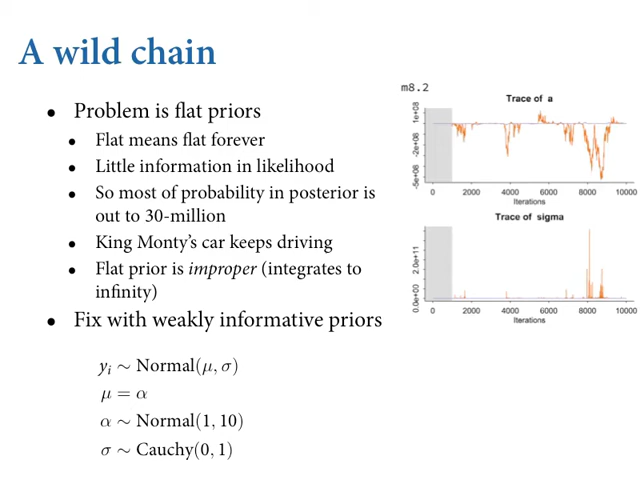 A wild chain
• Problem is flat priors
• Flat means flat forever
• Little information in likelihood
• So most of probability in posterior is
out to 30-million
• King Monty's car keeps driving
• Flat prior is improper (integrates to
infinity)
• Fix with weakly informative priors
yᵢ ∼ Normal(μ, σ)
μ = α
α ∼ Normal(1, 10)
σ ∼ Cauchy(0, 1)
m8.2
Trace of a
1e+08
-2e+08
-5e+08
0 2000 4000 6000 8000 10000
Iterations
Trace of sigma
2.0e+11
0.0e+00
0 2000 4000 6000 8000 10000
Iterations